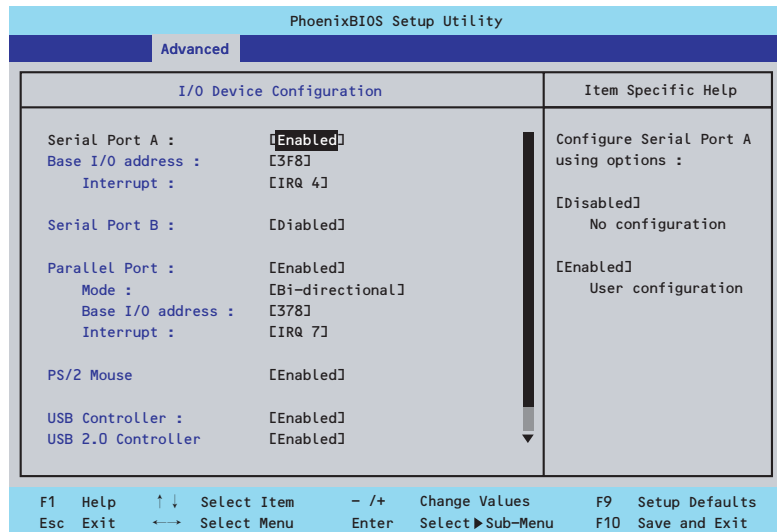 PhoenixBIOS Setup Utility
Advanced
I/O Device Configuration
Serial Port A : [Enabled]
Base I/O address : [3F8]
Interrupt : [IRQ 4]
Serial Port B : [Diabled]
Parallel Port : [Enabled]
Mode : [Bi-directional]
Base I/O address : [378]
Interrupt : [IRQ 7]
PS/2 Mouse [Enabled]
USB Controller : [Enabled]
USB 2.0 Controller [Enabled]
Item Specific Help
Configure Serial Port A
using options :
[Disabled]
No configuration
[Enabled]
User configuration
F1 Help ↑↓ Select Item - /+ Change Values F9 Setup Defaults
Esc Exit ←→ Select Menu Enter Select▶Sub-Menu F10 Save and Exit